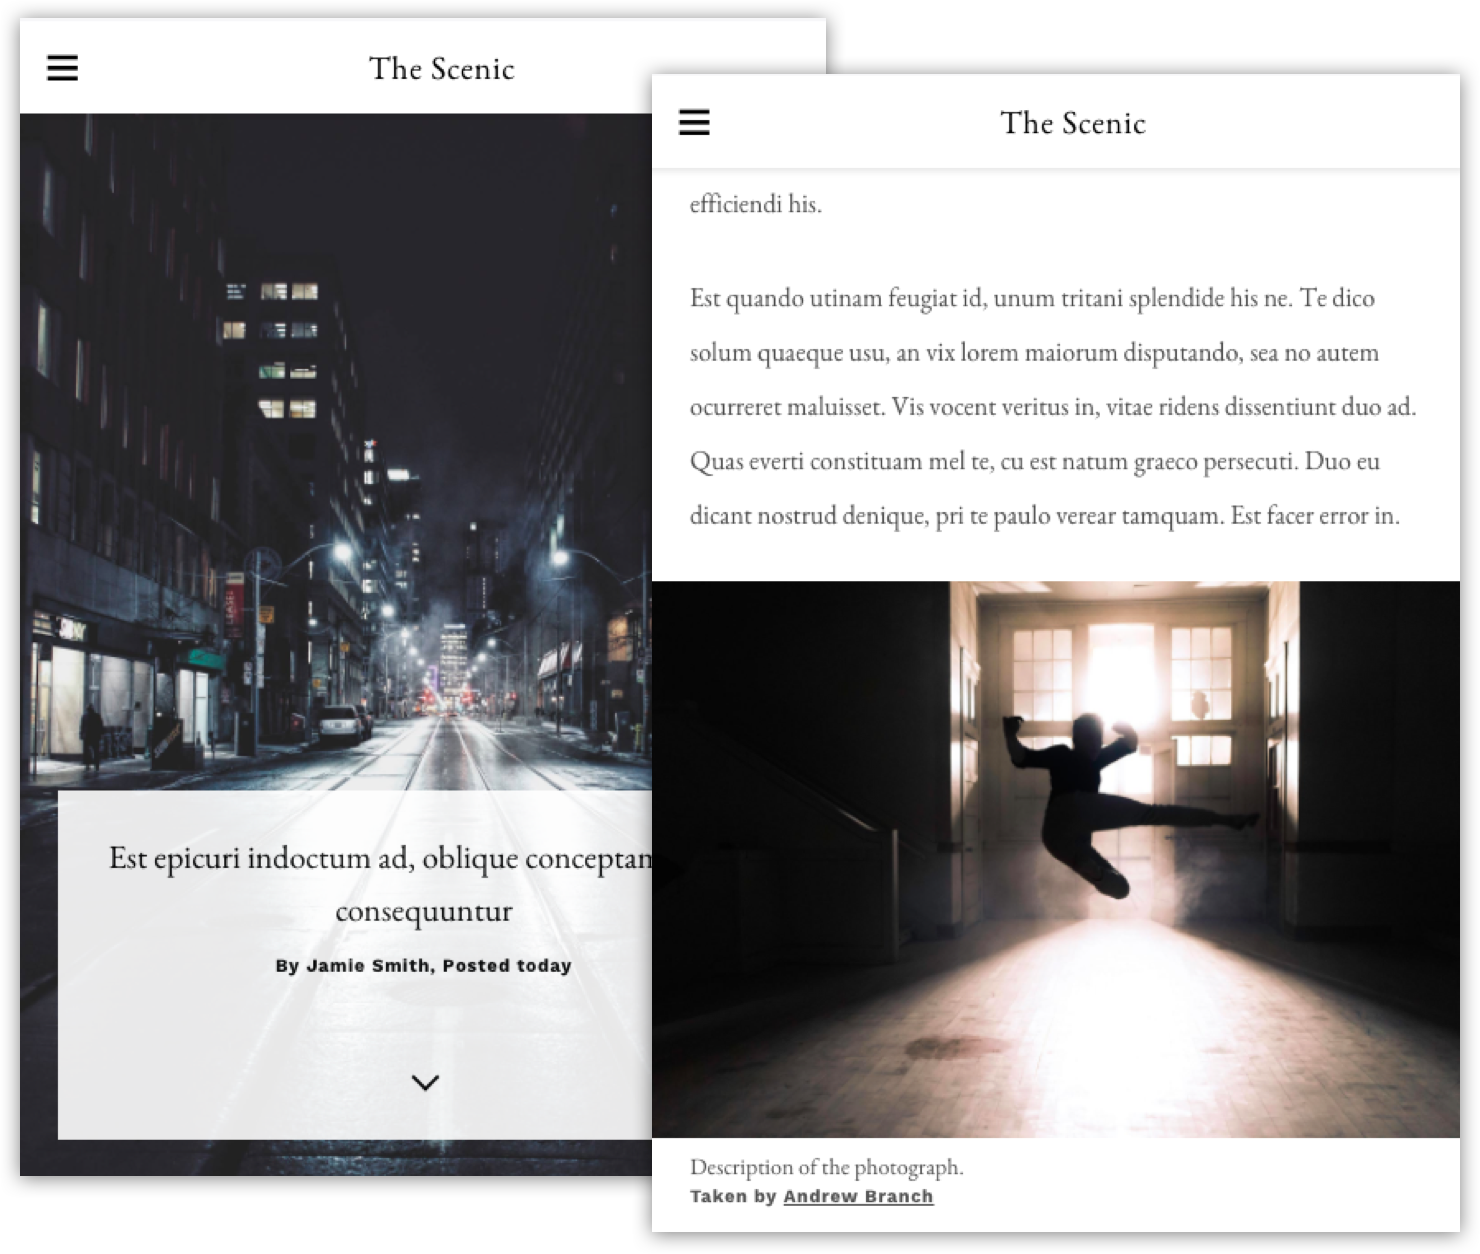 The Scenic
Est epicuri indoctum ad, oblique
consequuntur
By Jamie Smith, Posted today
The Scenic
efficiendi his.
Est quando utinam feugiat id, unum tritani splendide his ne. Te dico
solum quaeque usu, an vix lorem maiorum disputando, sea no autem
ocurreret maluisset. Vis vocent veritus in, vitae ridens dissentiunt duo ad.
Quas everti constituam mel te, cu est natum graeco persecuti. Duo eu
dicant nostrud denique, pri te paulo verear tamquam. Est facer error in.
Description of the photograph.
Taken by Andrew Branch